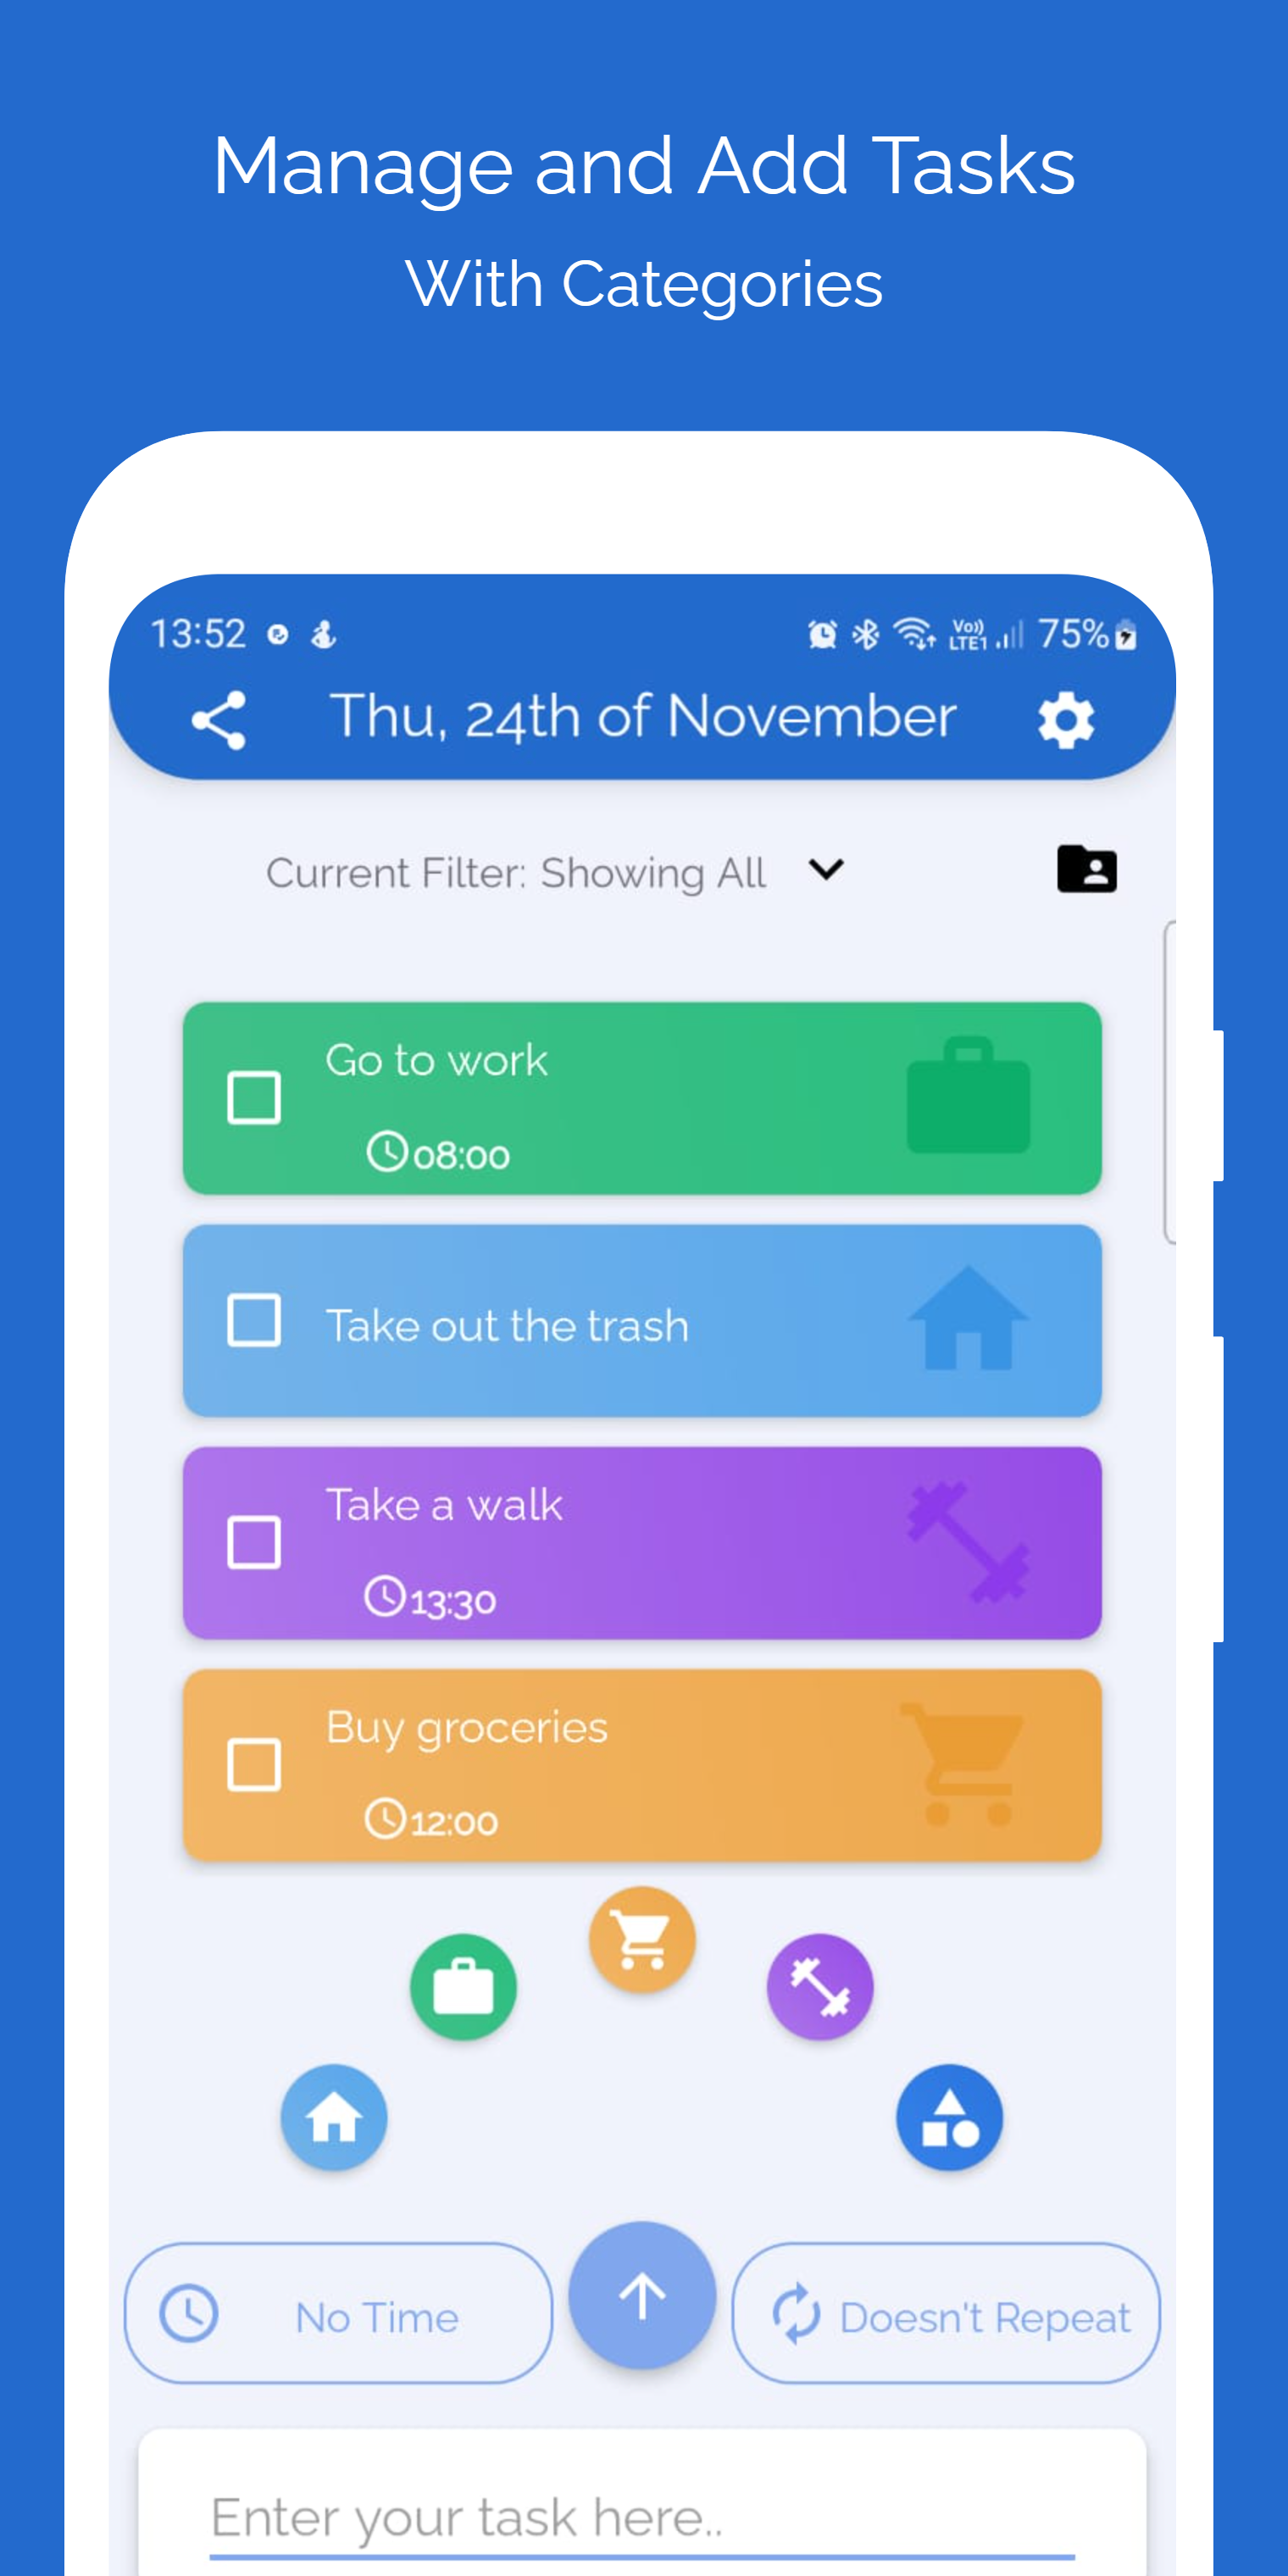 Manage and Add Tasks
With Categories
13:52
Vo))
LTE1
75%
Thu, 24th of November
Current Filter: Showing All
Go to work
08:00
Take out the trash
Take a walk
13:30
Buy groceries
12:00
No Time
Doesn't Repeat
Enter your task here..